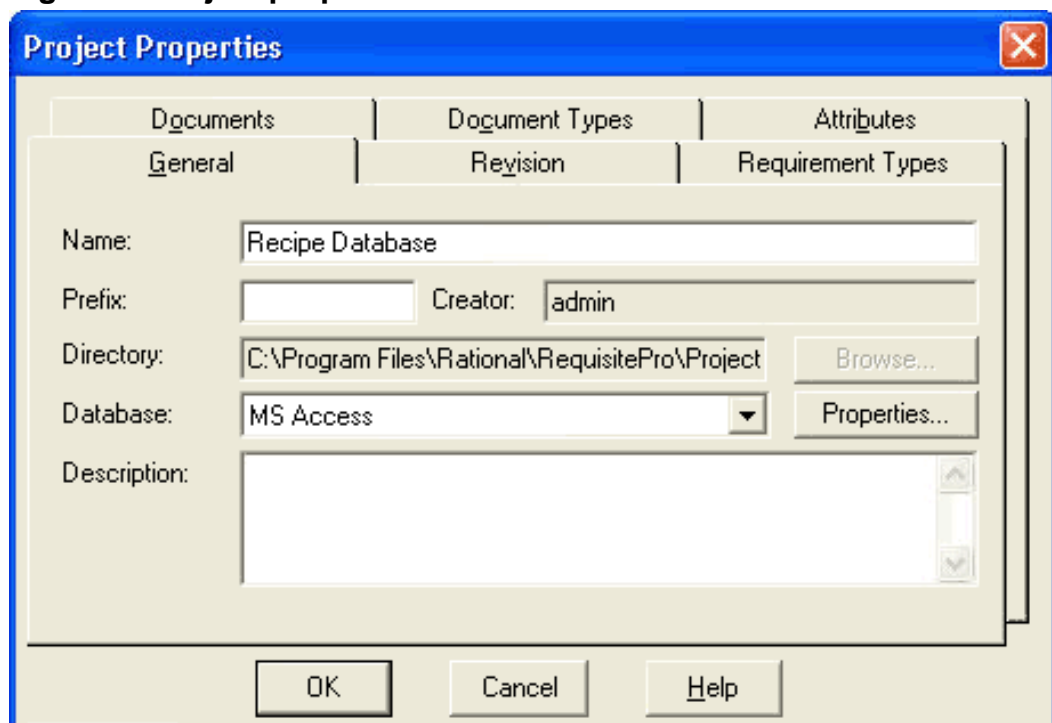 Project Properties
Documents Document Types Attributes
General Revision Requirement Types
Name: Recipe Database
Prefix: Creator: admin
Directory: C:\Program Files\Rational\RequisitePro\Project Browse...
Database: MS Access Properties...
Description:
OK Cancel Help